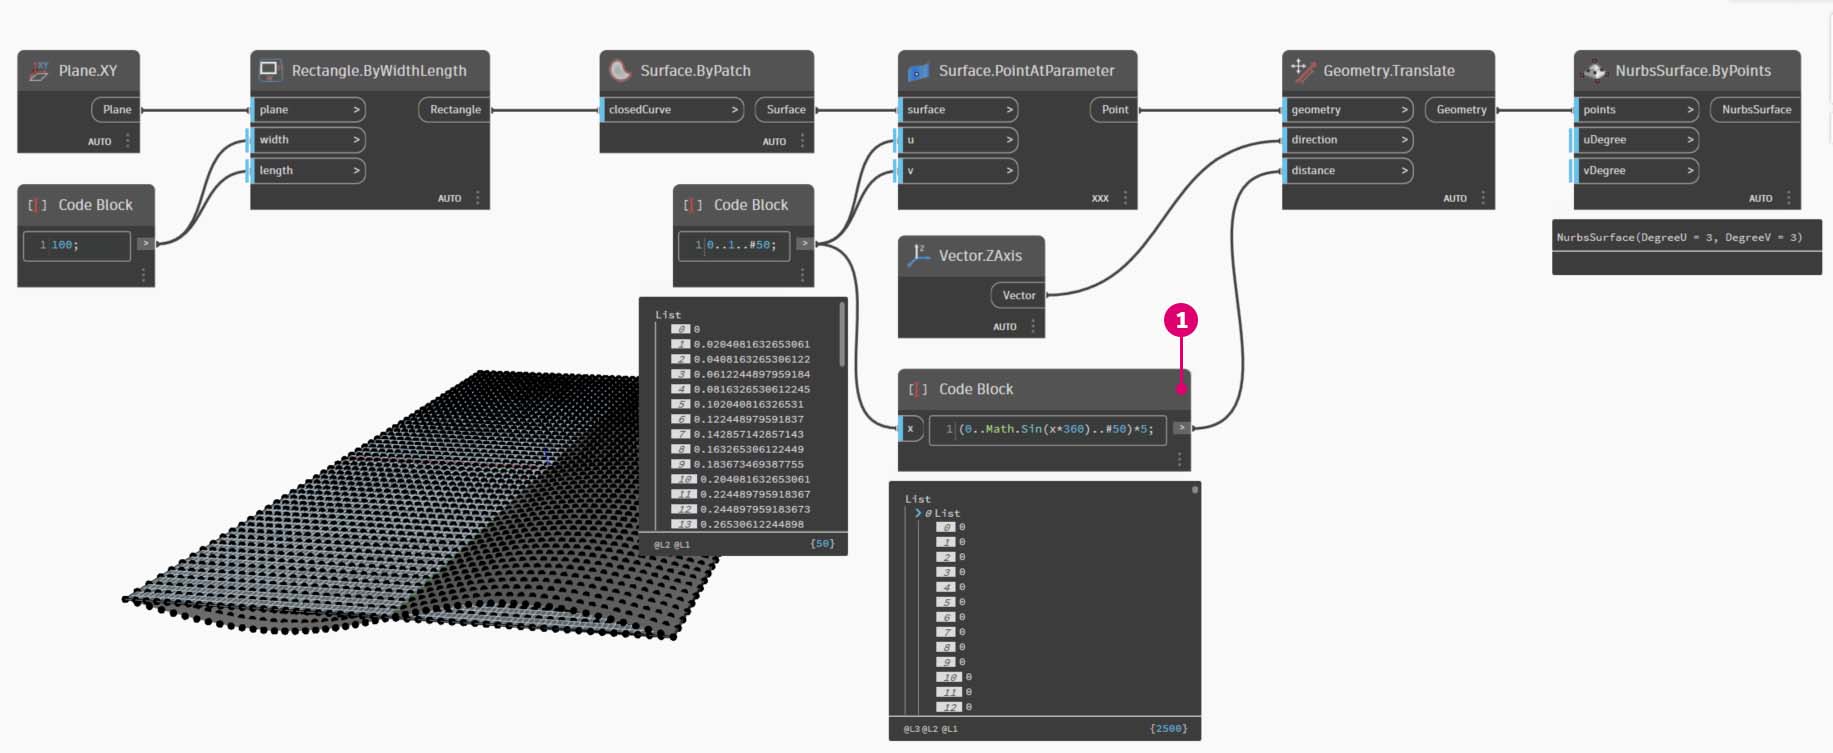 Plane.XY
Plane >
AUTO
Code Block
1 100;
>
Rectangle.ByWidthLength
plane >
Rectangle
width >
length >
AUTO
Surface.ByPatch
closedCurve >
Surface
AUTO
Code Block
1 0..1..#50;
>
List
0 0
1 0.0204081632653061
2 0.0408163265306122
3 0.0612244897959184
4 0.0816326530612245
5 0.102040816326531
6 0.122448979591837
7 0.142857142857143
8 0.163265306122449
9 0.183673469387755
10 0.204081632653061
11 0.224489795918367
12 0.244897959183673
13 0.26530612244898
@L2 @L1 {50}
Surface.PointAtParameter
surface >
Point
u >
v >
XXX
Vector.ZAxis
Vector
AUTO
1
Code Block
x
1 (0..Math.Sin(x*360)..#50)*5;
>
List
> 0 List
0 0
1 0
2 0
3 0
4 0
5 0
6 0
7 0
8 0
9 0
10 0
11 0
12 0
@L3 @L2 @L1 {2500}
Geometry.Translate
geometry >
Geometry
direction >
distance >
AUTO
NurbsSurface.ByPoints
points >
NurbsSurface
uDegree >
vDegree >
AUTO
NurbsSurface(DegreeU = 3, DegreeV = 3)